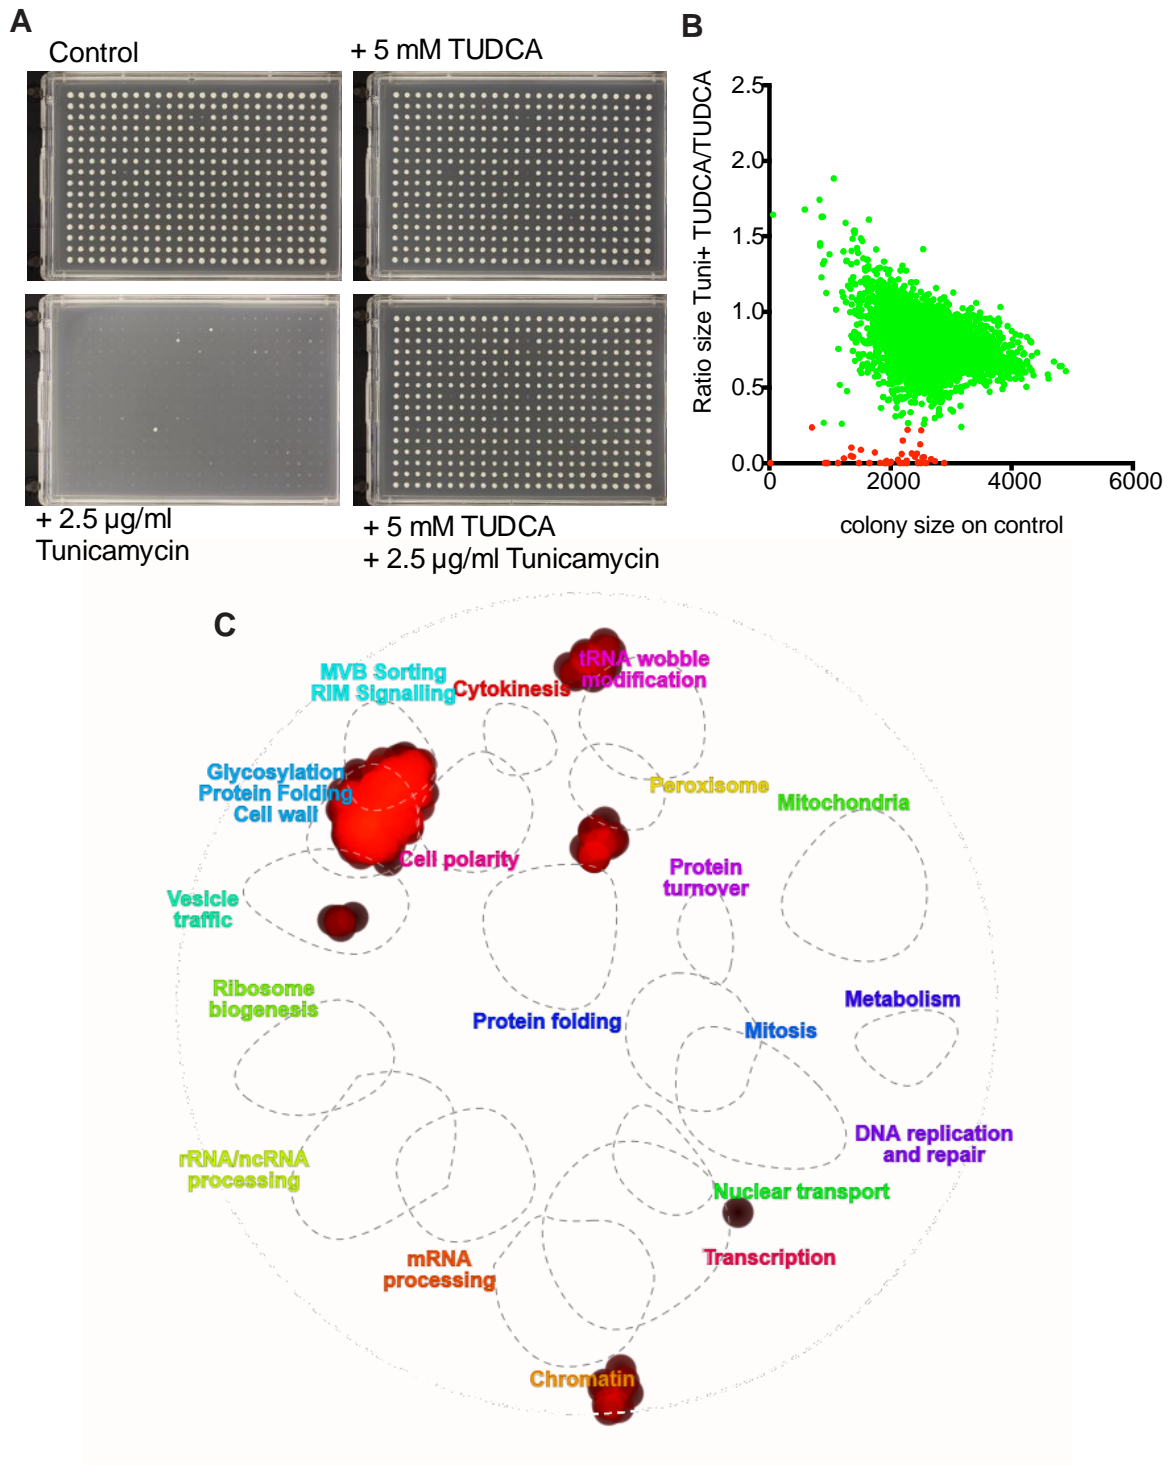 A
B
Control
+ 5 mM TUDCA
+ 2.5 µg/ml
Tunicamycin
+ 5 mM TUDCA
+ 2.5 µg/ml Tunicamycin
Ratio size Tuni+ TUDCA/TUDCA
2.5
2.0
1.5
1.0
0.5
0.0
0
2000
4000
6000
colony size on control
C
tRNA wobble
modification
MVB Sorting
RIM Signalling
Cytokinesis
Glycosylation
Protein Folding
Cell wall
Peroxisome
Mitochondria
Cell polarity
Protein
turnover
Vesicle
traffic
Ribosome
biogenesis
Protein folding
Mitosis
Metabolism
DNA replication
and repair
rRNA/ncRNA
processing
Nuclear transport
mRNA
processing
Transcription
Chromatin